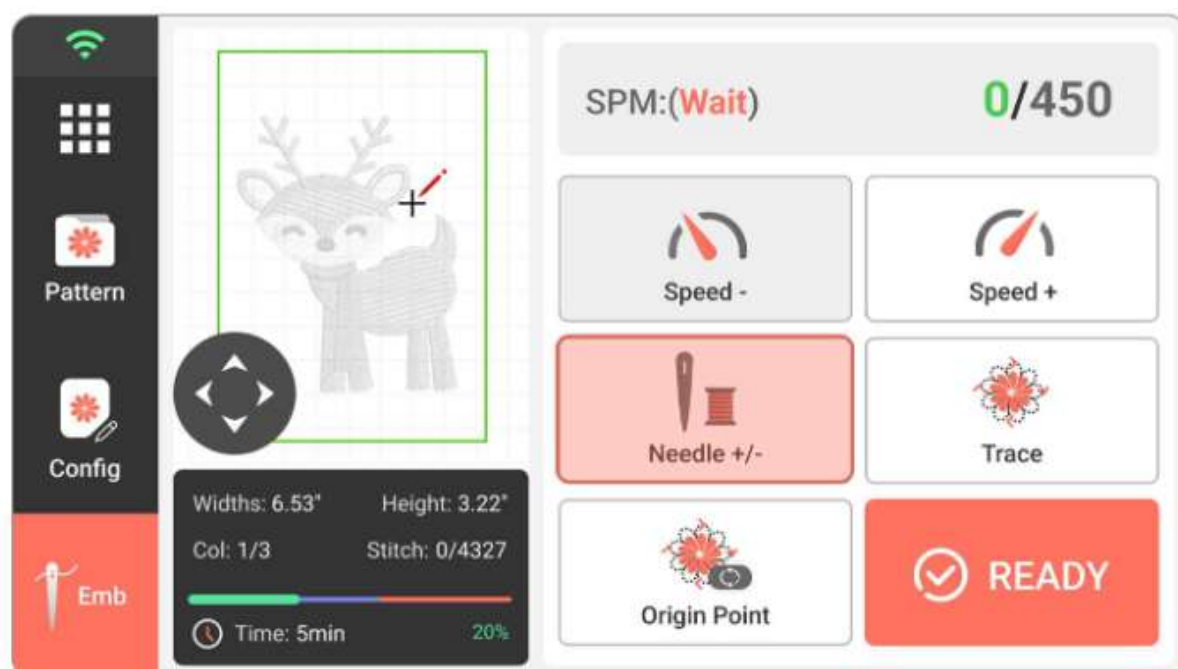 Pattern
Config
Emb
Widths: 6.53" Height: 3.22"
Col: 1/3 Stitch: 0/4327
Time: 5min 20%
SPM:(Wait) 0/450
Speed - Speed +
Needle +/- Trace
Origin Point READY